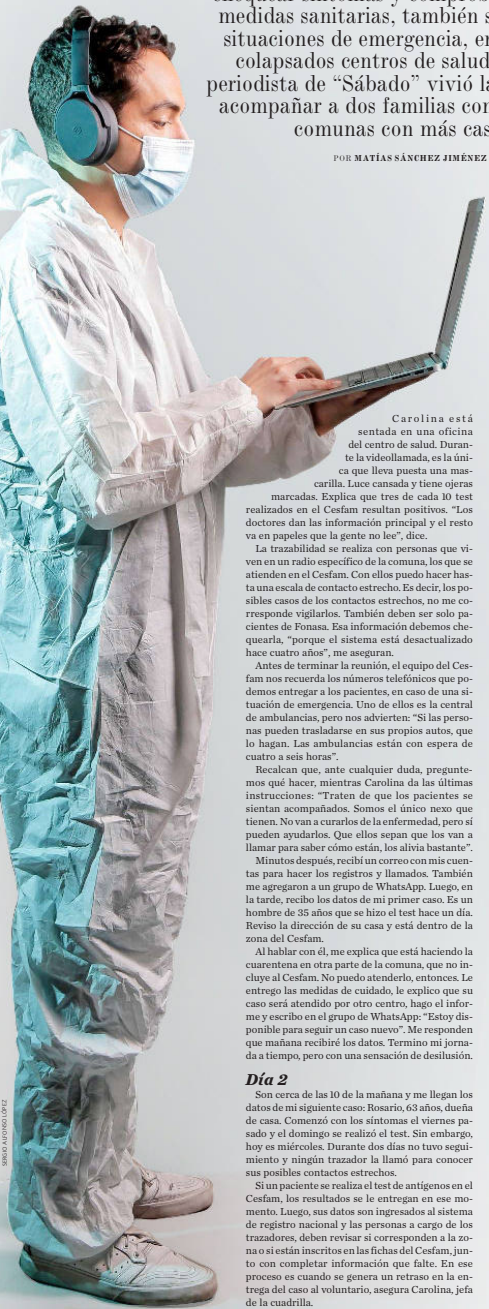 chequear síntomas y comprob
medidas sanitarias, también s
situaciones de emergencia, en
colapsados centros de salud
periodista de “Sábado” vivió la
acompañar a dos familias con
comunas con más cas
POR MATÍAS SÁNCHEZ JIMÉNEZ
Carolina está
sentada en una oficina
del centro de salud. Duran-
te la videollamada, es la úni-
ca que lleva puesta una mas-
carilla. Luce cansada y tiene ojeras
marcadas. Explica que tres de cada 10 test
realizados en el Cesfam resultan positivos. “Los
doctores dan las información principal y el resto
va en papeles que la gente no lee”, dice.
La trazabilidad se realiza con personas que vi-
ven en un radio específico de la comuna, los que se
atienden en el Cesfam. Con ellos puedo hacer has-
ta una escala de contacto estrecho. Es decir, los po-
sibles casos de los contactos estrechos, no me co-
rresponde vigilarlos. También deben ser solo pa-
cientes de Fonasa. Esa información debemos che-
quearla, “porque el sistema está desactualizado
hace cuatro años”, me aseguran.
Antes de terminar la reunión, el equipo del Ces-
fam nos recuerda los números telefónicos que po-
demos entregar a los pacientes, en caso de una si-
tuación de emergencia. Uno de ellos es la central
de ambulancias, pero nos advierten: “Si las perso-
nas pueden trasladarse en sus propios autos, que
lo hagan. Las ambulancias están con espera de
cuatro a seis horas”.
Recalcan que, ante cualquier duda, pregunte-
mos qué hacer, mientras Carolina da las últimas
instrucciones: “Traten de que los pacientes se
sientan acompañados. Somos el único nexo que
tienen. No van a curarlos de la enfermedad, pero sí
pueden ayudarlos. Que ellos sepan que los van a
llamar para saber cómo están, los alivia bastante”.
Minutos después, recibí un correo con mis cuen-
tas para hacer los registros y llamados. También
me agregaron a un grupo de WhatsApp. Luego, en
la tarde, recibo los datos de mi primer caso. Es un
hombre de 35 años que se hizo el test hace un día.
Reviso la dirección de su casa y está dentro de la
zona del Cesfam.
Al hablar con él, me explica que está haciendo la
cuarentena en otra parte de la comuna, que no in-
cluye al Cesfam. No puedo atenderlo, entonces. Le
entrego las medidas de cuidado, le explico que su
caso será atendido por otro centro, hago el infor-
me y escribo en el grupo de WhatsApp: “Estoy dis-
ponible para seguir un caso nuevo”. Me responden
que mañana recibiré los datos. Termino mi jorna-
da a tiempo, pero con una sensación de desilusión.
Día 2
Son cerca de las 10 de la mañana y me llegan los
datos de mi siguiente caso: Rosario, 63 años, dueña
de casa. Comenzó con los síntomas el viernes pa-
sado y el domingo se realizó el test. Sin embargo,
hoy es miércoles. Durante dos días no tuvo segui-
miento y ningún trazador la llamó para conocer
sus posibles contactos estrechos.
Si un paciente se realiza el test de antígenos en el
Cesfam, los resultados se le entregan en ese mo-
mento. Luego, sus datos son ingresados al sistema
de registro nacional y las personas a cargo de los
trazadores, deben revisar si corresponden a la zo-
na o si están inscritos en las fichas del Cesfam, jun-
to con completar información que falte. En ese
proceso es cuando se genera un retraso en la en-
trega del caso al voluntario, asegura Carolina, jefa
de la cuadrilla.
SERGIO ALFONSO LÓPEZ